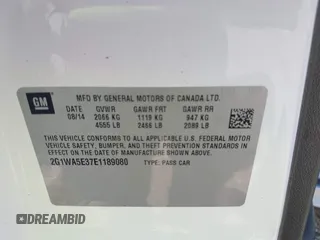 GM
MFD BY GENERAL MOTORS OF CANADA LTD.
DATE GVWR GAWR FRT GAWR RR
08/14 2066 KG 1119 KG 947 KG
4555 LB 2466 LB 2089 LB
THIS VEHICLE CONFORMS TO ALL APPLICABLE U.S. FEDERAL MOTOR
VEHICLE SAFETY, BUMPER, AND THEFT PREVENTION STANDARDS IN
EFFECT ON THE DATE OF MANUFACTURE SHOWN ABOVE.
2G1WA5E37E1189080 TYPE: PASS CAR
DREAMBID